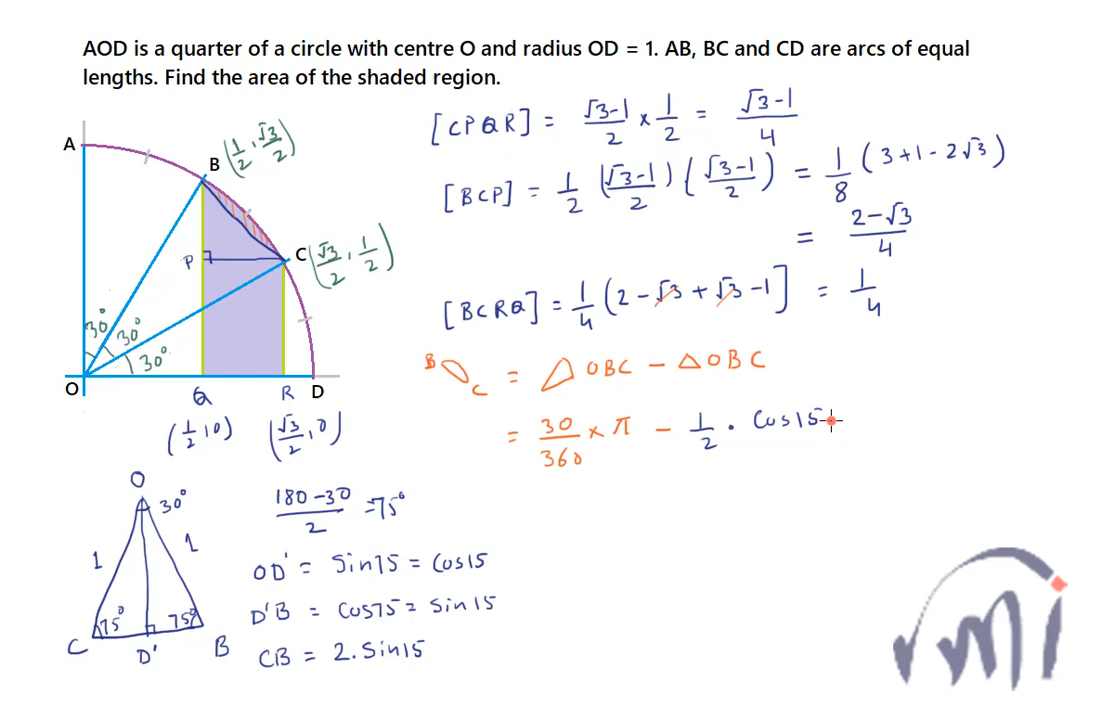 AOD is a quarter of a circle with centre O and radius OD = 1. AB, BC and CD are arcs of equal
lengths. Find the area of the shaded region.
[CPQR] = (√3-1)/2 × 1/2 = (√3-1)/4
[BCP] = 1/2 ((√3-1)/2) ((√3-1)/2) = 1/8 (3+1-2√3)
= (2-√3)/4
[BCRQ] = 1/4 (2-√3+√3-1] = 1/4
B C = OBC - △OBC
= 30/360 × π - 1/2 · Cos15
A
B (1/2, √3/2)
P
C (√3/2, 1/2)
30° 30° 30°
O Q R D
(1/2, 0) (√3/2, 0)
O
30°
1 1
75° 75°
C D' B
(180-30)/2 = 75°
OD' = Sin75 = Cos15
D'B = Cos75 = Sin15
CB = 2.Sin15
rmi